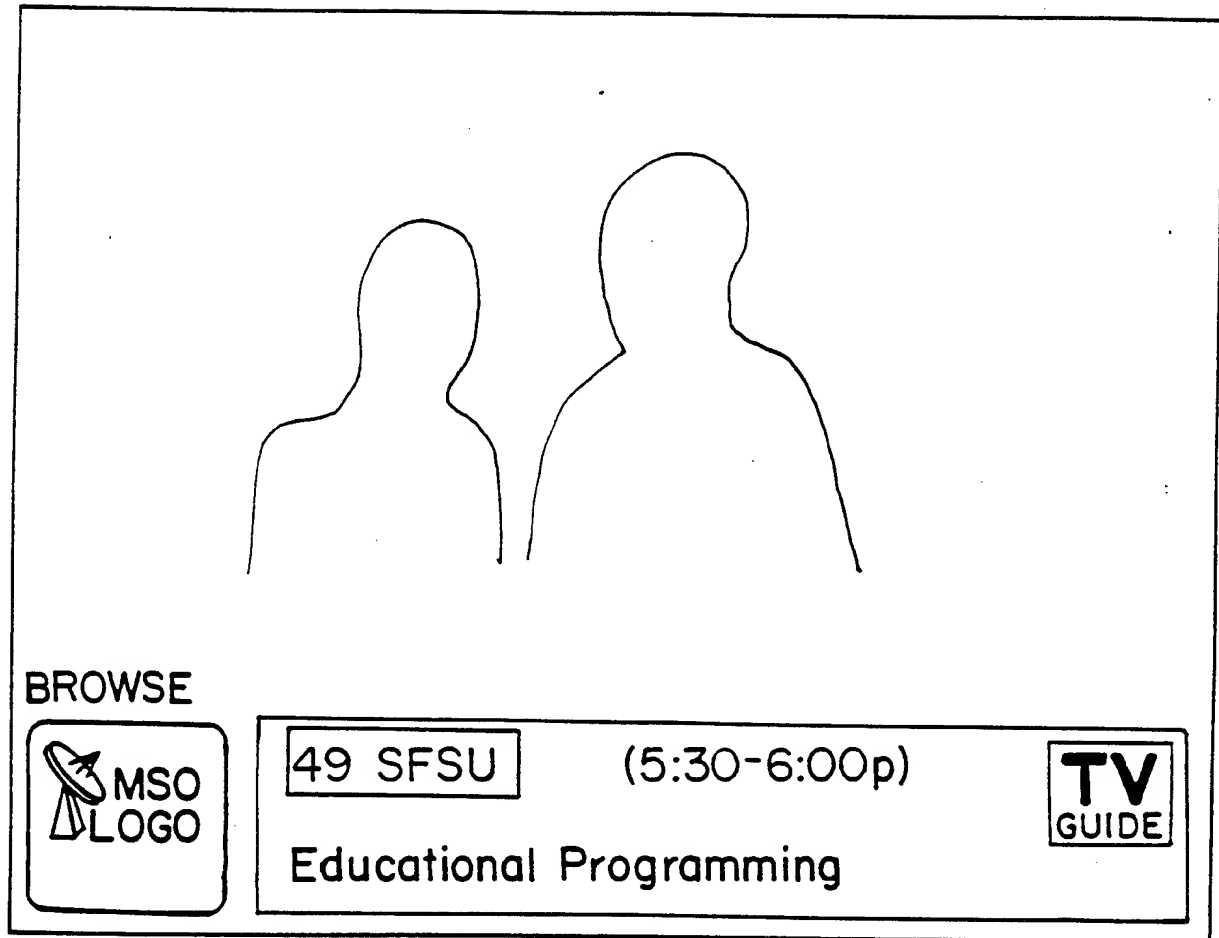 BROWSE
MSO
LOGO
49 SFSU (5:30-6:00p)
Educational Programming
TV
GUIDE